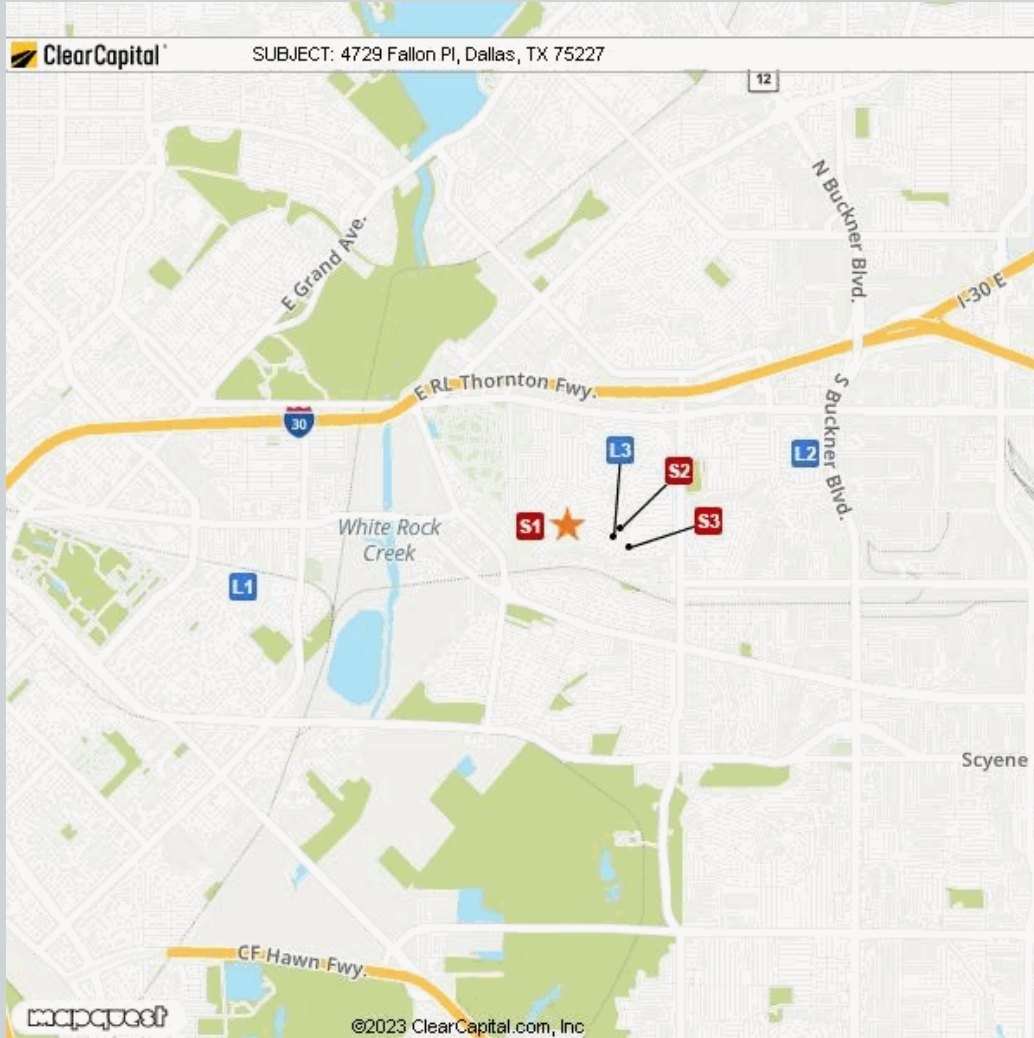 ClearCapital
SUBJECT: 4729 Fallon Pl, Dallas, TX 75227
12
N Buckner Blvd.
E Grand Ave.
I-30 E
E RL Thornton Fwy.
S Buckner Blvd.
30
L3
L2
S2
S1
S3
White Rock
Creek
L1
Scyene
CF Hawn Fwy.
mapquest
©2023 ClearCapital.com, Inc